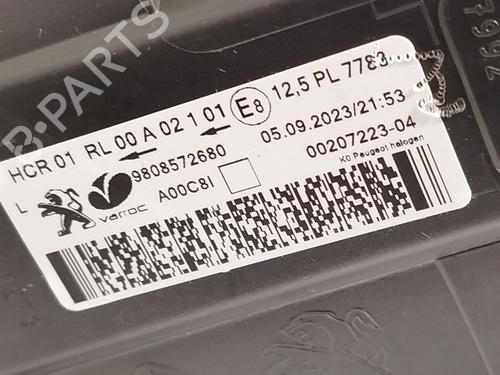 HCR 01 RL 00 A 02 1 01 E8 12,5 PL 7783
05.09.2023/21:53
9808572680
00207223-04
L
varroc
A00C8I
K0 Peugeot halogen
B-PARTS